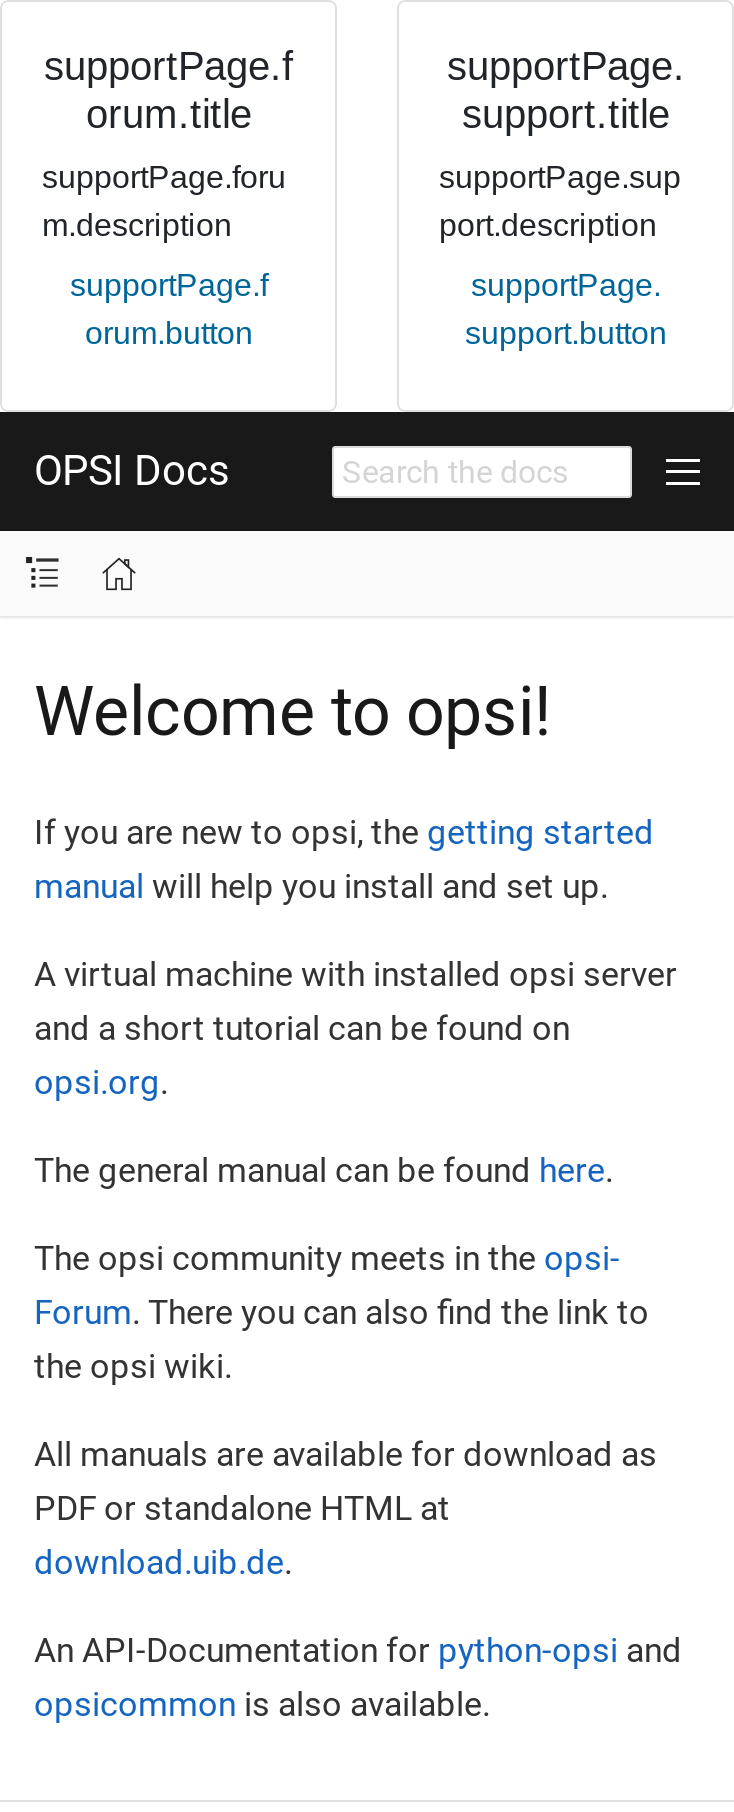 supportPage.f
orum.title
supportPage.foru
m.description
supportPage.f
orum.button
supportPage.
support.title
supportPage.sup
port.description
supportPage.
support.button
OPSI Docs
Search the docs
Welcome to opsi!
If you are new to opsi, the getting started
manual will help you install and set up.
A virtual machine with installed opsi server
and a short tutorial can be found on
opsi.org.
The general manual can be found here.
The opsi community meets in the opsi-
Forum. There you can also find the link to
the opsi wiki.
All manuals are available for download as
PDF or standalone HTML at
download.uib.de.
An API-Documentation for python-opsi and
opsicommon is also available.